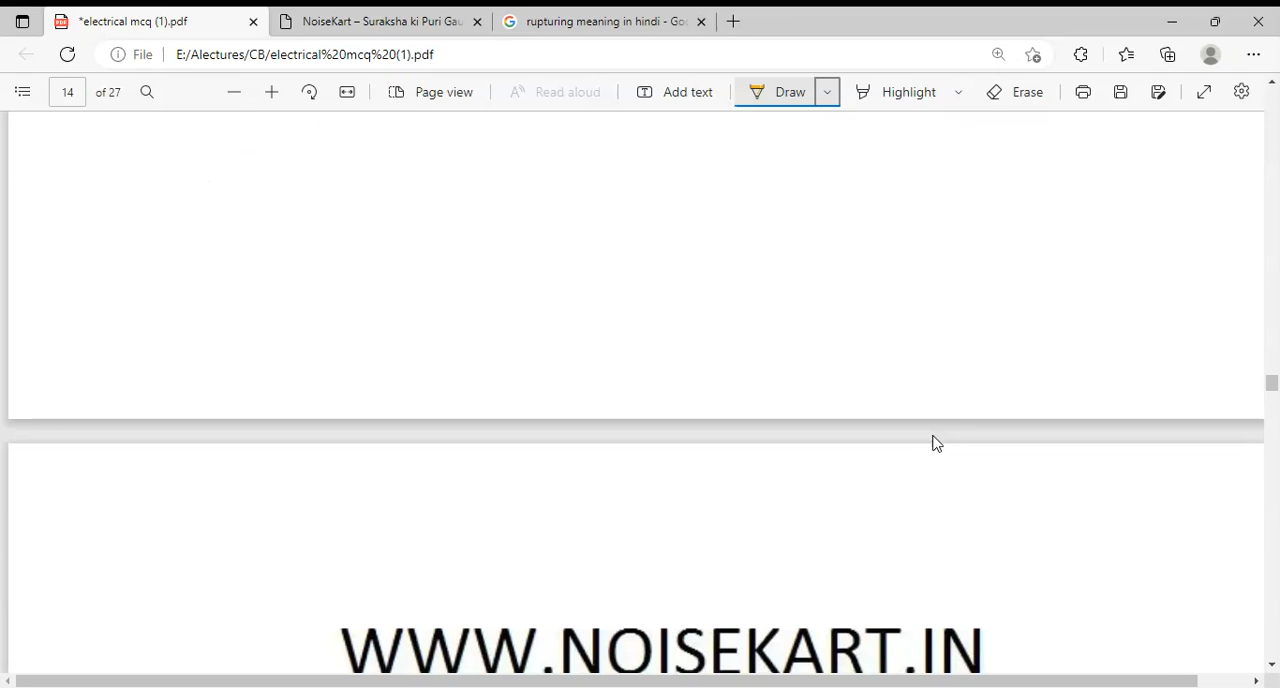 *electrical mcq (1).pdf
NoiseKart – Suraksha ki Puri Gau
rupturing meaning in hindi - Goo
File
E:/Alectures/CB/electrical%20mcq%20(1).pdf
14 of 27
Page view
Read aloud
Add text
Draw
Highlight
Erase
WWW.NOISEKART.IN